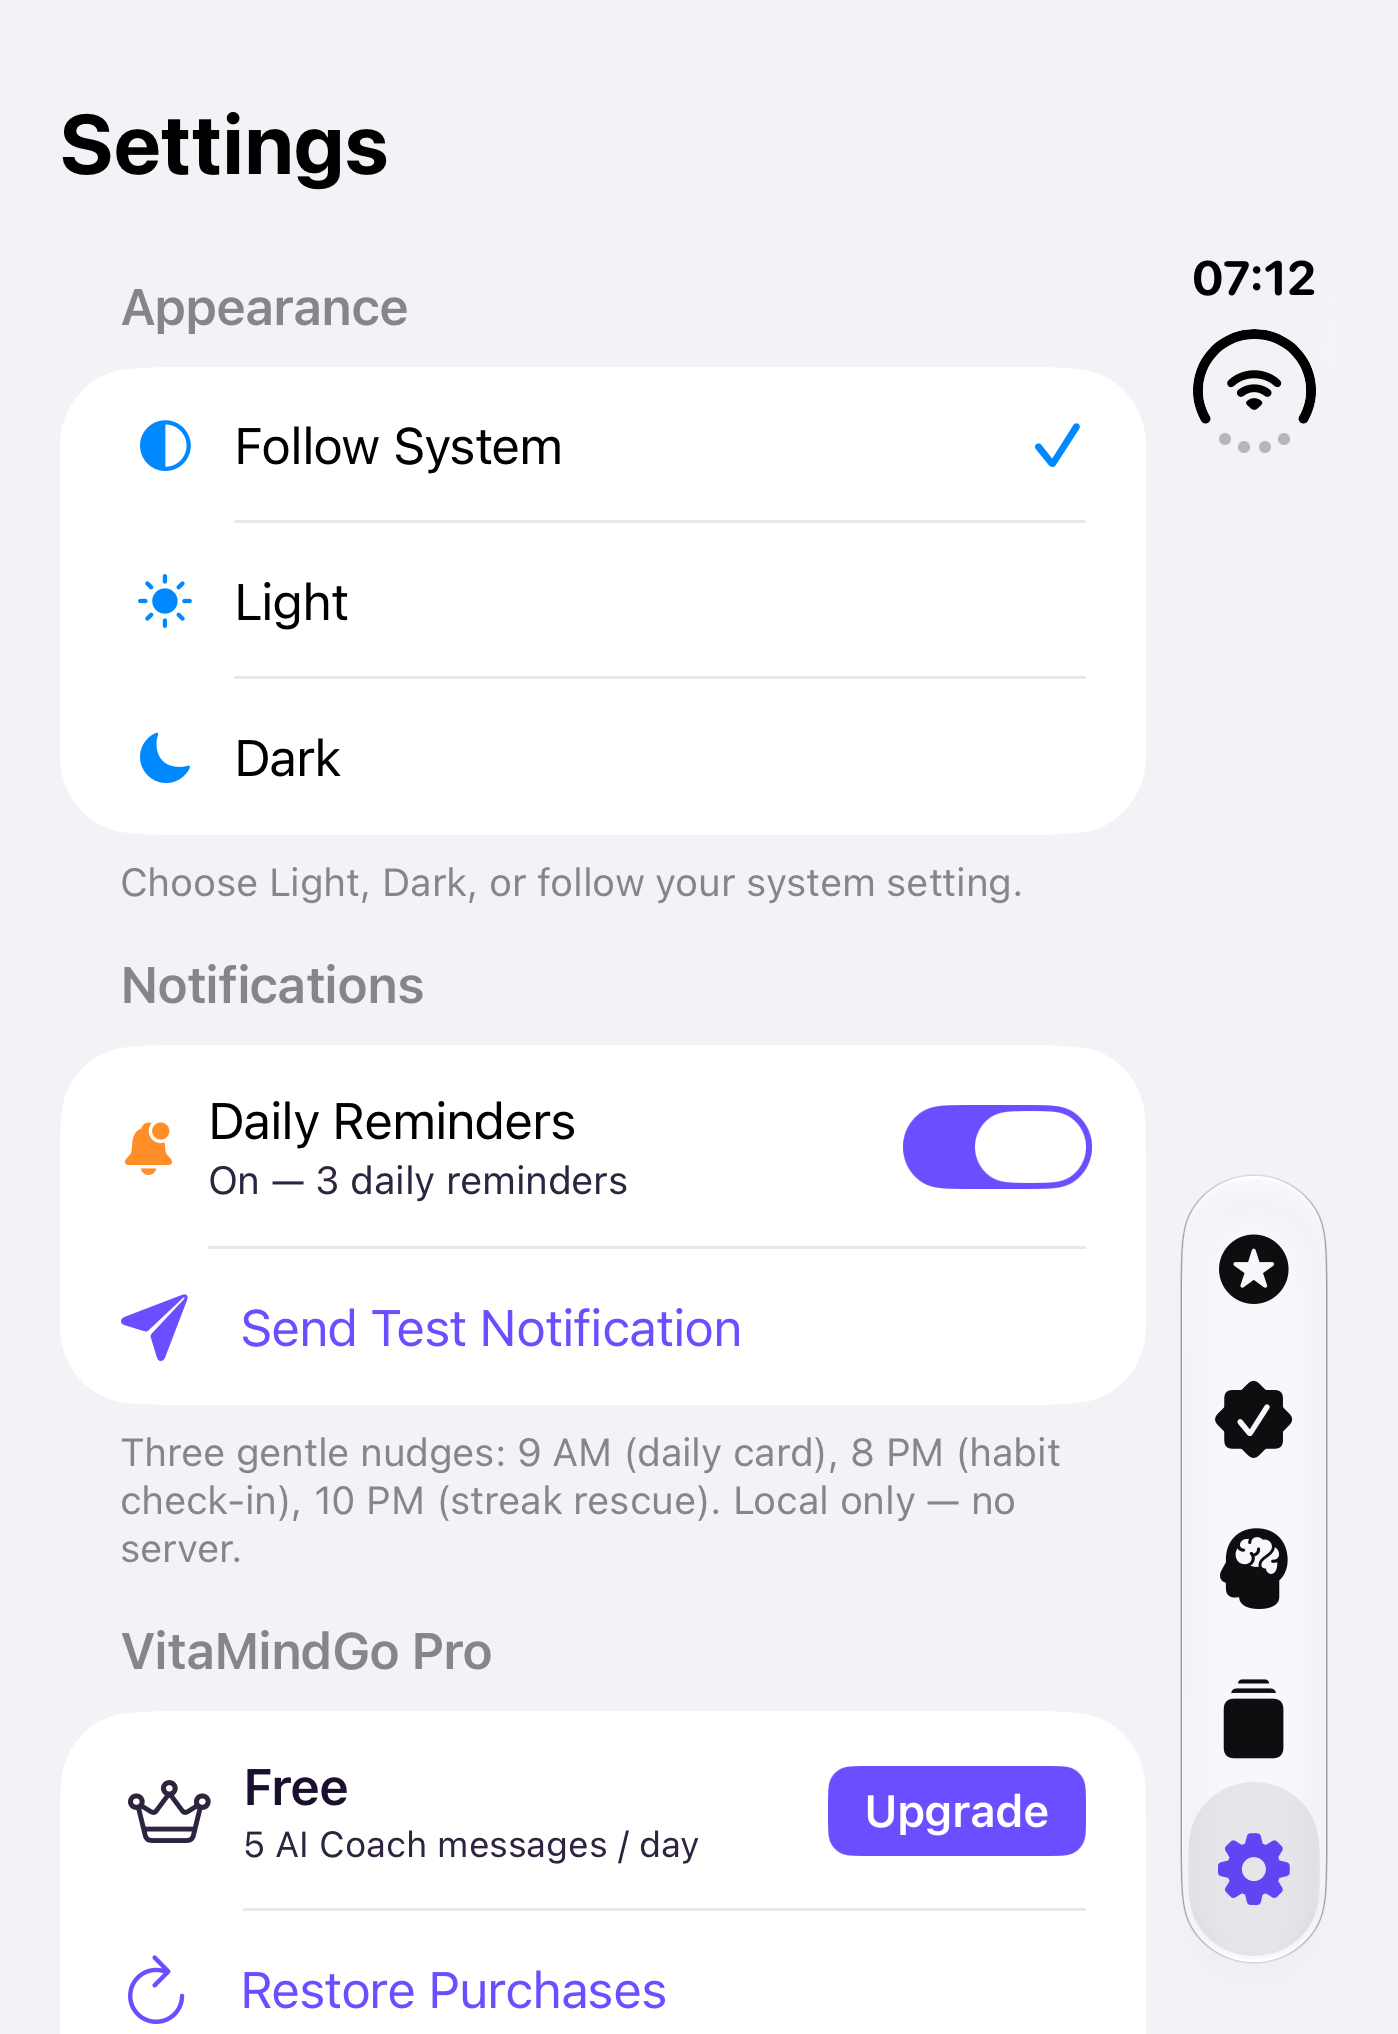 Settings
07:12
Appearance
Follow System
Light
Dark
Choose Light, Dark, or follow your system setting.
Notifications
Daily Reminders
On — 3 daily reminders
Send Test Notification
Three gentle nudges: 9 AM (daily card), 8 PM (habit
check-in), 10 PM (streak rescue). Local only — no
server.
VitaMindGo Pro
Free
5 AI Coach messages / day
Upgrade
Restore Purchases